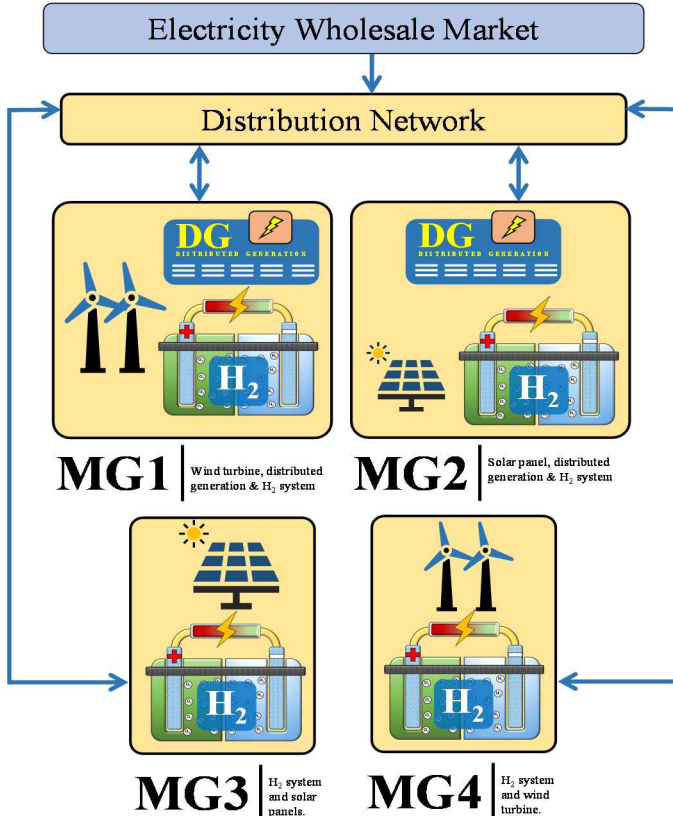 Electricity Wholesale Market
Distribution Network
DG
DISTRIBUTED GENERATION
DG
DISTRIBUTED GENERATION
H₂
H₂
MG1
Wind turbine, distributed
generation & H₂ system
MG2
Solar panel, distributed
generation & H₂ system
H₂
H₂
MG3
H₂ system
and solar
panels.
MG4
H₂ system
and wind
turbine.